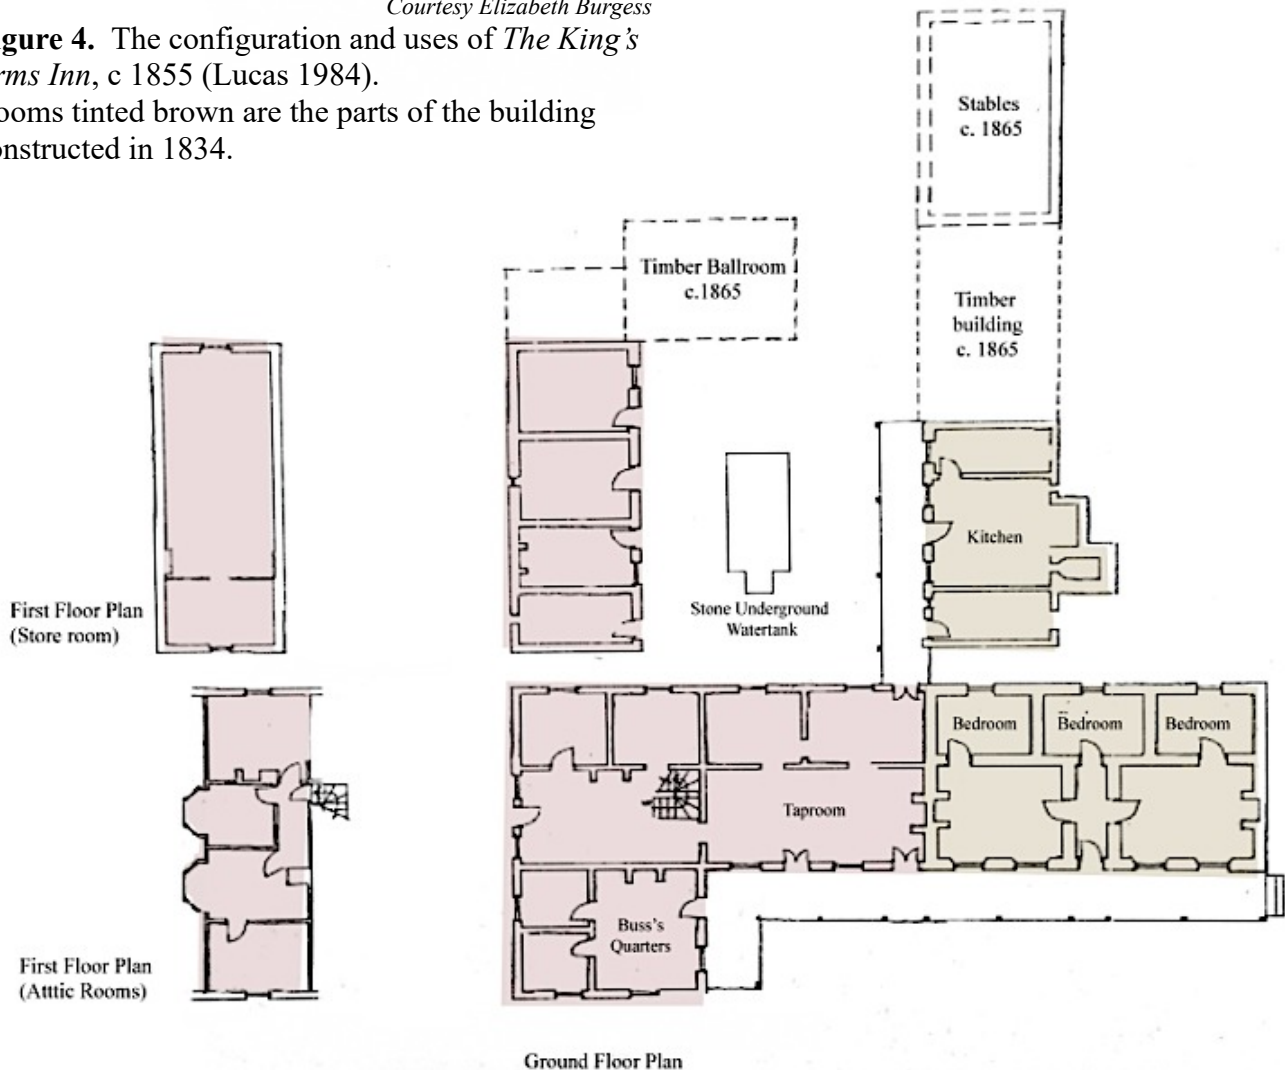 Courtesy Elizabeth Burgess
gure 4. The configuration and uses of The King's
rms Inn, c 1855 (Lucas 1984).
ooms tinted brown are the parts of the building
onstructed in 1834.
Stables
c. 1865
Timber Ballroom
c.1865
Timber
building
c. 1865
Kitchen
Stone Underground
Watertank
First Floor Plan
(Store room)
Bedroom
Bedroom
Bedroom
Taproom
Buss's
Quarters
First Floor Plan
(Atttic Rooms)
Ground Floor Plan